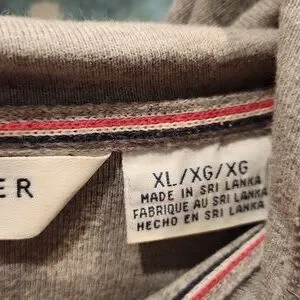 ER
XL/XG/XG
MADE IN SRI LANKA
FABRIQUE AU SRI LANKA
HECHO EN SRI LANKA